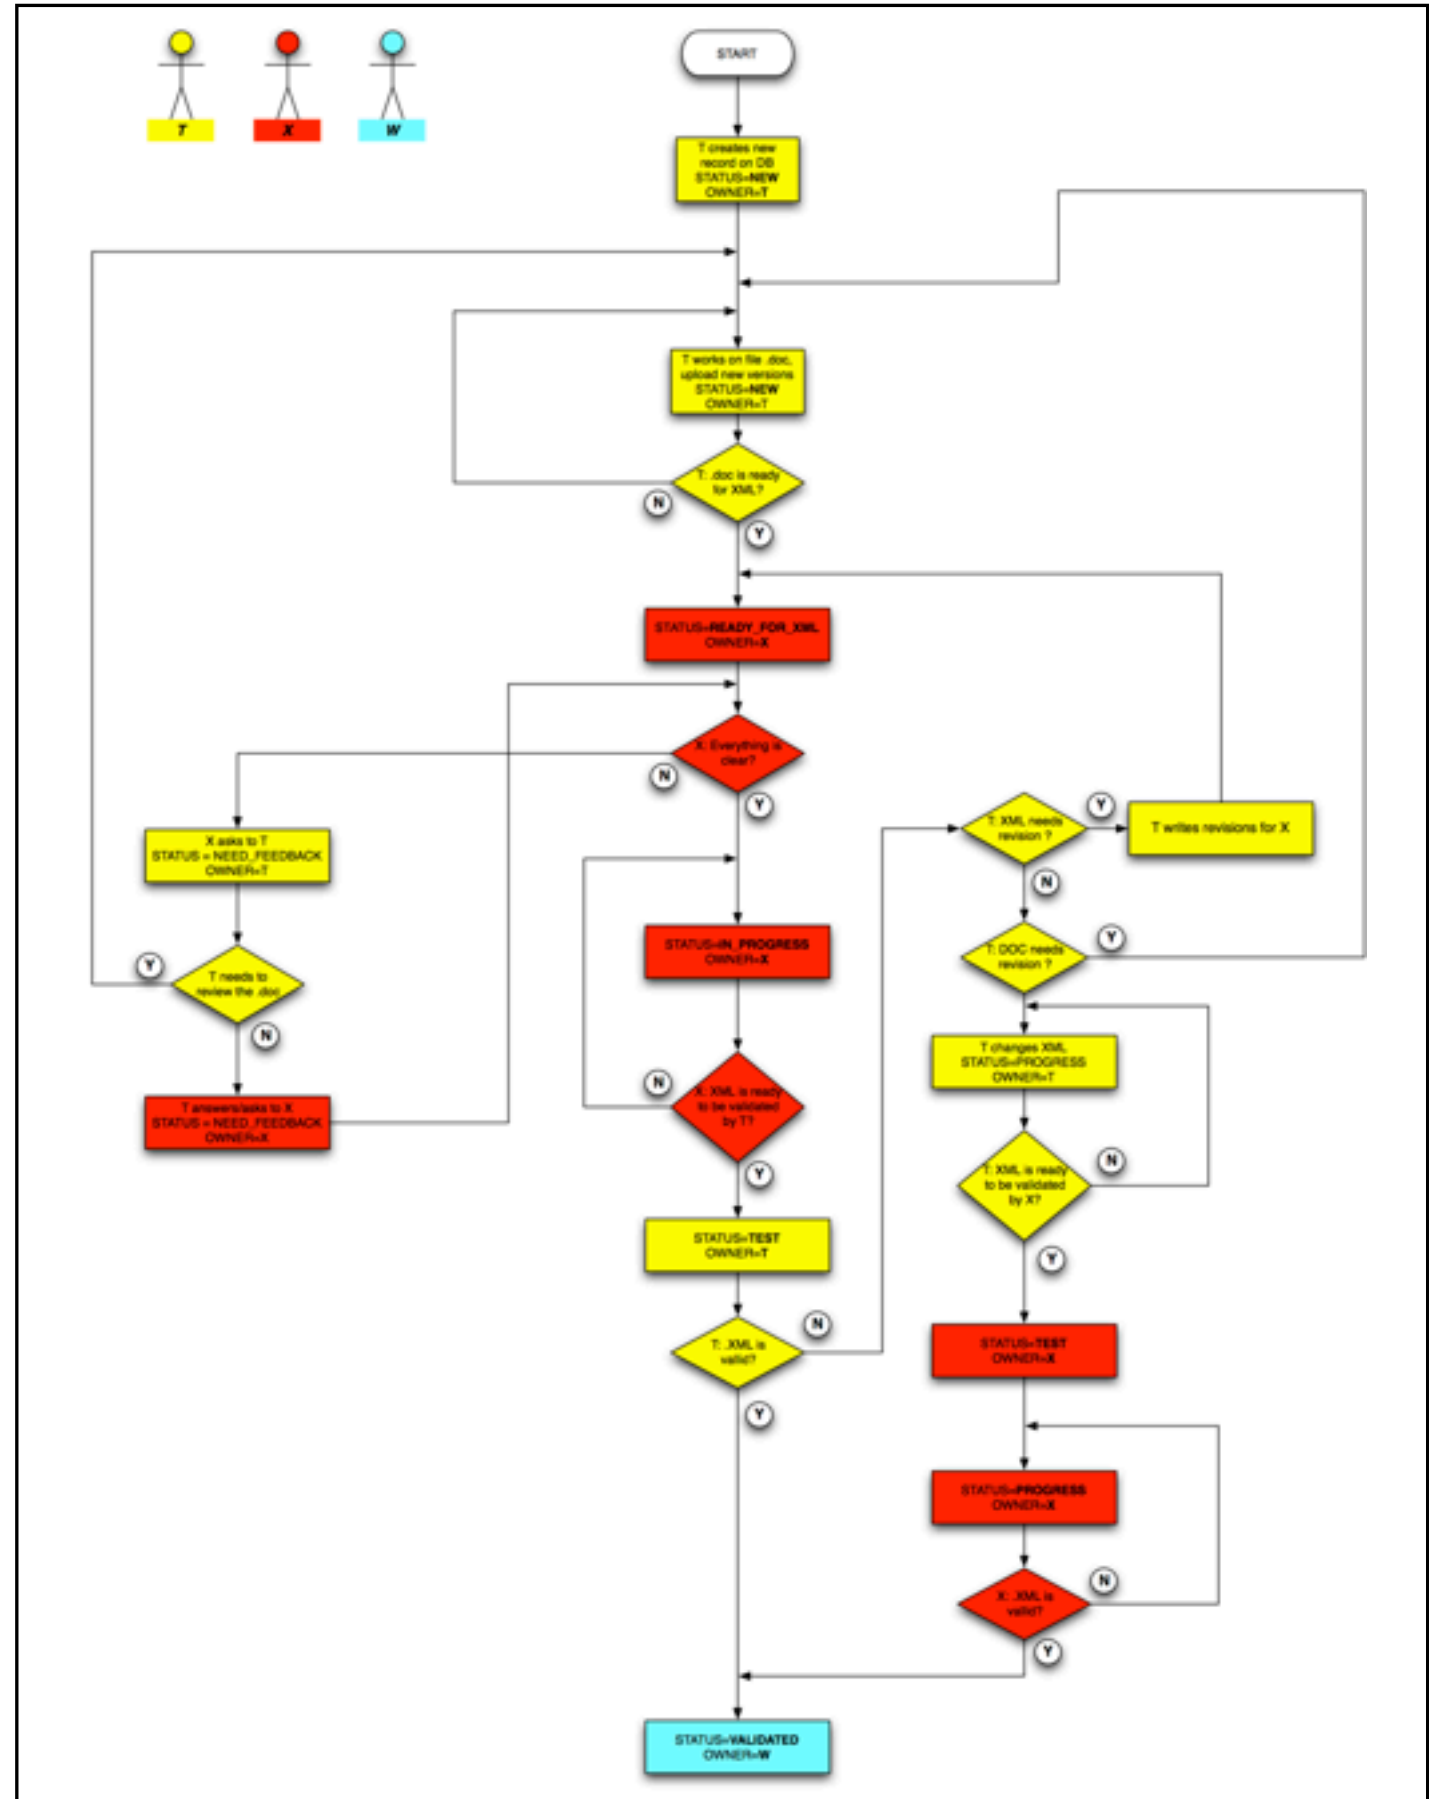 T
X
W
START
T creates new
record on DB
STATUS=NEW
OWNER=T
T works on file .doc,
upload new versions
STATUS=NEW
OWNER=T
T: .doc is ready
for XML?
N
Y
STATUS=READY_FOR_XML
OWNER=X
X: Everything is
clear?
N
Y
X asks to T
STATUS = NEED_FEEDBACK
OWNER=T
T needs to
review the .doc
Y
N
T answers/asks to X
STATUS = NEED_FEEDBACK
OWNER=X
STATUS=IN_PROGRESS
OWNER=X
X: XML is ready
to be validated
by T?
N
Y
STATUS=TEST
OWNER=T
T: .XML is
valid?
N
Y
T: XML needs
revision ?
Y
N
T writes revisions for X
T: DOC needs
revision ?
Y
T changes XML
STATUS=PROGRESS
OWNER=T
T: XML is ready
to be validated
by X?
N
Y
STATUS=TEST
OWNER=X
STATUS=PROGRESS
OWNER=X
X: .XML is
valid?
N
Y
STATUS=VALIDATED
OWNER=W